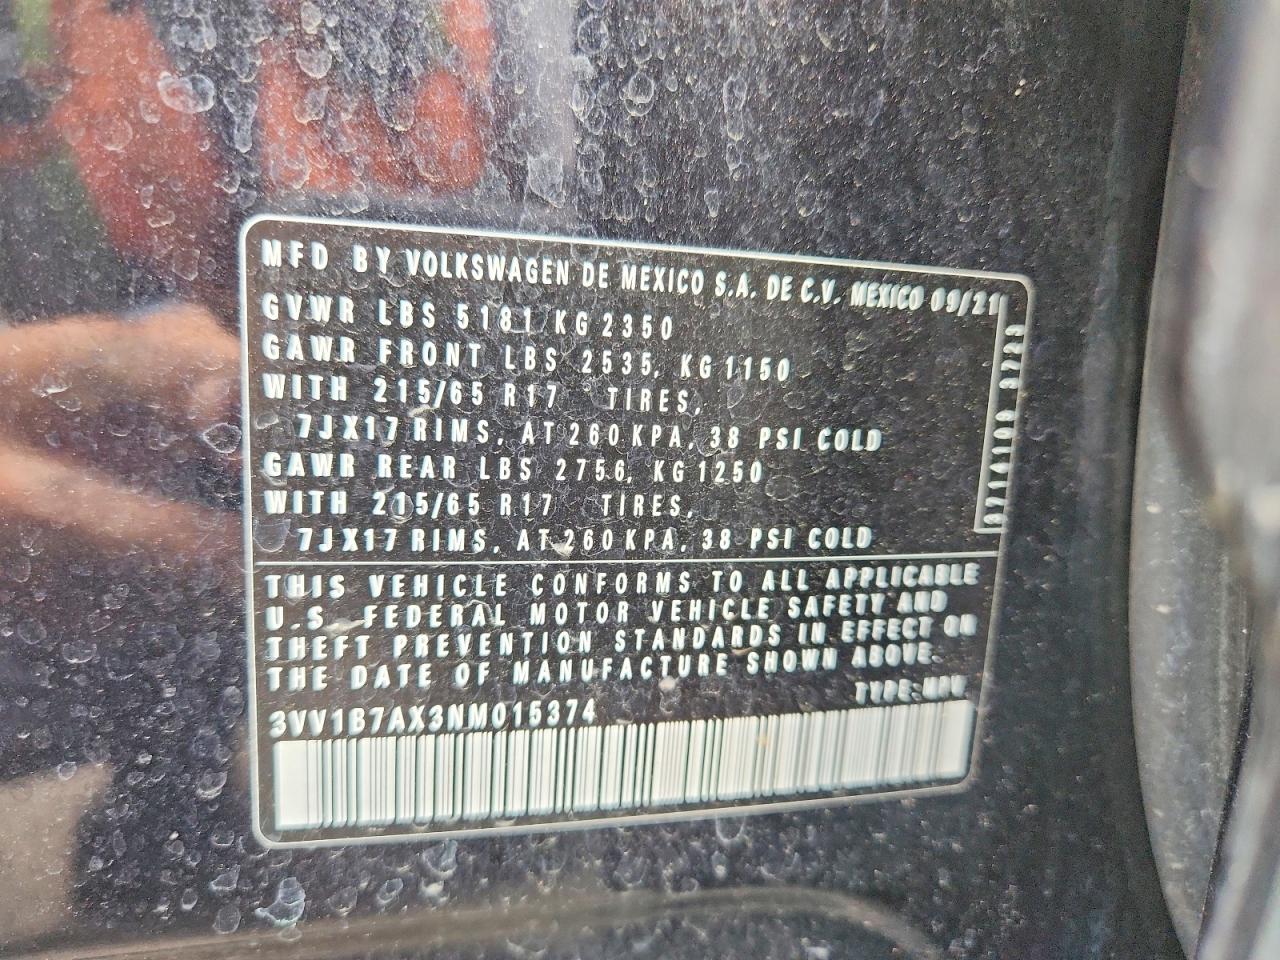 MFD BY VOLKSWAGEN DE MEXICO S.A. DE C.V. MEXICO 09/21
GVWR LBS 5181 KG 2350
GAWR FRONT LBS 2535, KG 1150
WITH 215/65 R17 TIRES,
7JX17 RIMS, AT 260 KPA, 38 PSI COLD
GAWR REAR LBS 2756, KG 1250
WITH 215/65 R17 TIRES,
7JX17 RIMS, AT 260 KPA, 38 PSI COLD
THIS VEHICLE CONFORMS TO ALL APPLICABLE
U.S. FEDERAL MOTOR VEHICLE SAFETY AND
THEFT PREVENTION STANDARDS IN EFFECT ON
THE DATE OF MANUFACTURE SHOWN ABOVE.
TYPE: MPV
3VV1B7AX3NM015374